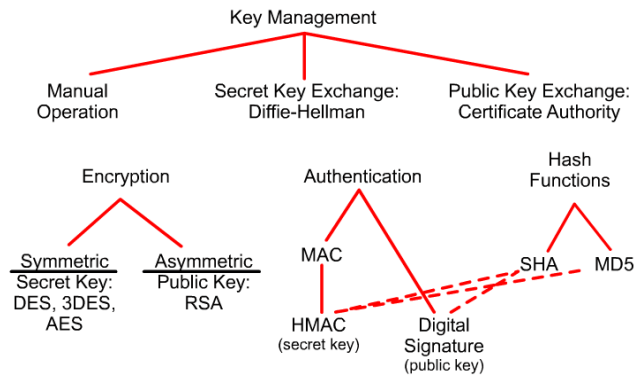 Key Management
Manual
Operation
Secret Key Exchange:
Diffie-Hellman
Public Key Exchange:
Certificate Authority
Encryption
Symmetric
Secret Key:
DES, 3DES,
AES
Asymmetric
Public Key:
RSA
Authentication
MAC
HMAC
(secret key)
Digital
Signature
(public key)
Hash
Functions
SHA
MD5